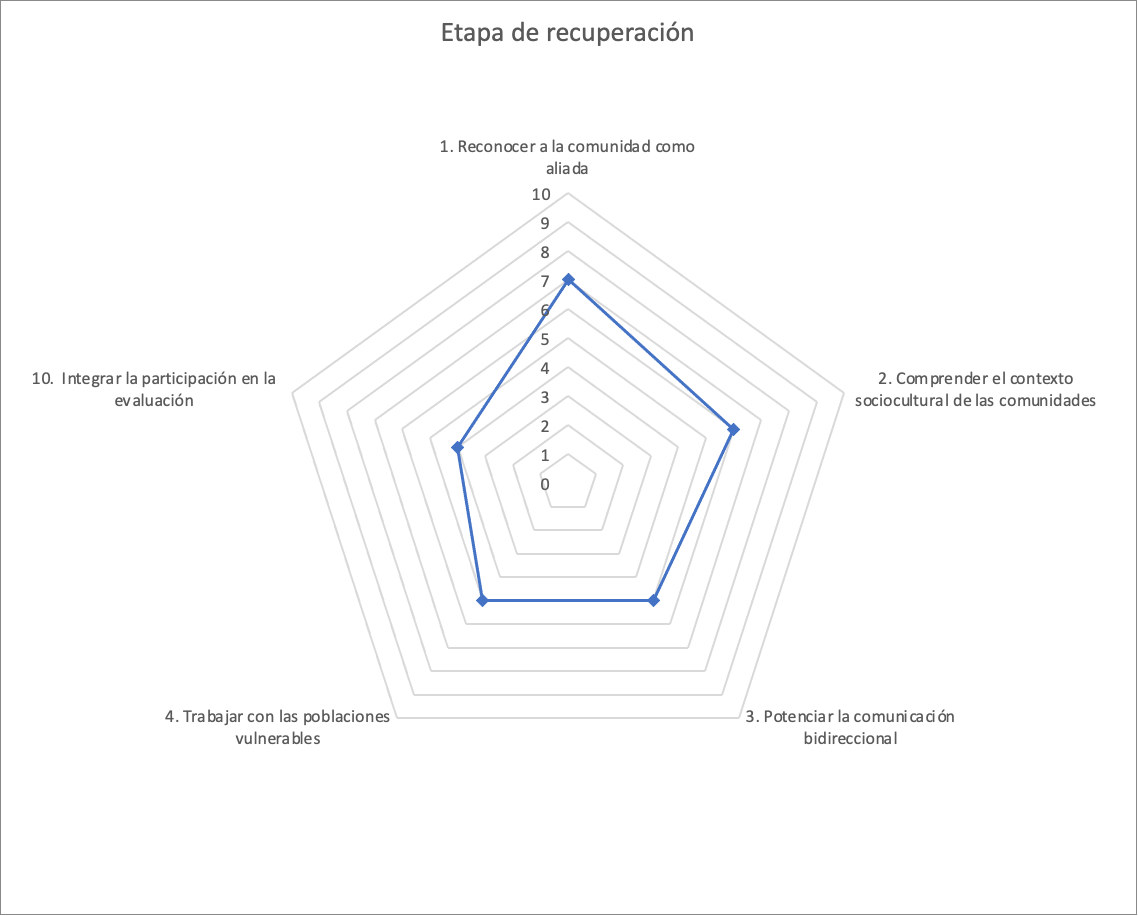 Etapa de recuperación
1. Reconocer a la comunidad como
aliada
10
9
8
7
6
5
4
3
2
1
0
10. Integrar la participación en la
evaluación
2. Comprender el contexto
sociocultural de las comunidades
4. Trabajar con las poblaciones
vulnerables
3. Potenciar la comunicación
bidireccional